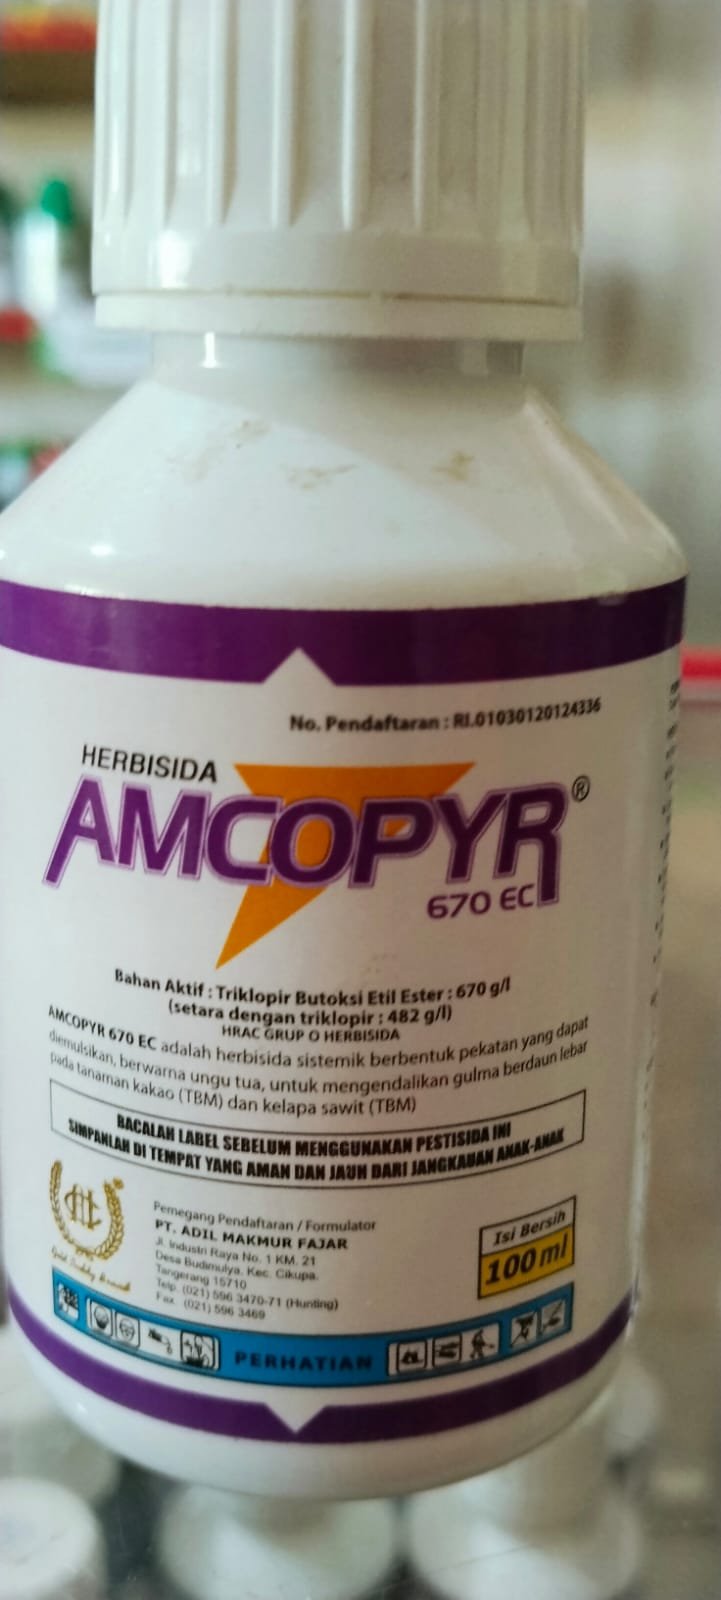 No. Pendaftaran : RI.01030120124336
HERBISIDA
AMCOPYR®
670 EC
Bahan Aktif : Triklopir Butoksi Etil Ester : 670 g/l
(setara dengan triklopir : 482 g/l)
HRAC GRUP O HERBISIDA
AMCOPYR 670 EC adalah herbisida sistemik berbentuk pekatan yang dapat
diemulsikan, berwarna ungu tua, untuk mengendalikan gulma berdaun lebar
pada tanaman kakao (TBM) dan kelapa sawit (TBM)
BACALAH LABEL SEBELUM MENGGUNAKAN PESTISIDA INI
SIMPANLAH DI TEMPAT YANG AMAN DAN JAUH DARI JANGKAUAN ANAK-ANAK
Pemegang Pendaftaran / Formulator
PT. ADIL MAKMUR FAJAR
Jl. Industri Raya No. 1 KM. 21
Desa Budimulya, Kec. Cikupa.
Tangerang 15710
Telp. (021) 596 3470-71 (Hunting)
Fax. (021) 596 3469
Isi Bersih
100 ml
PERHATIAN